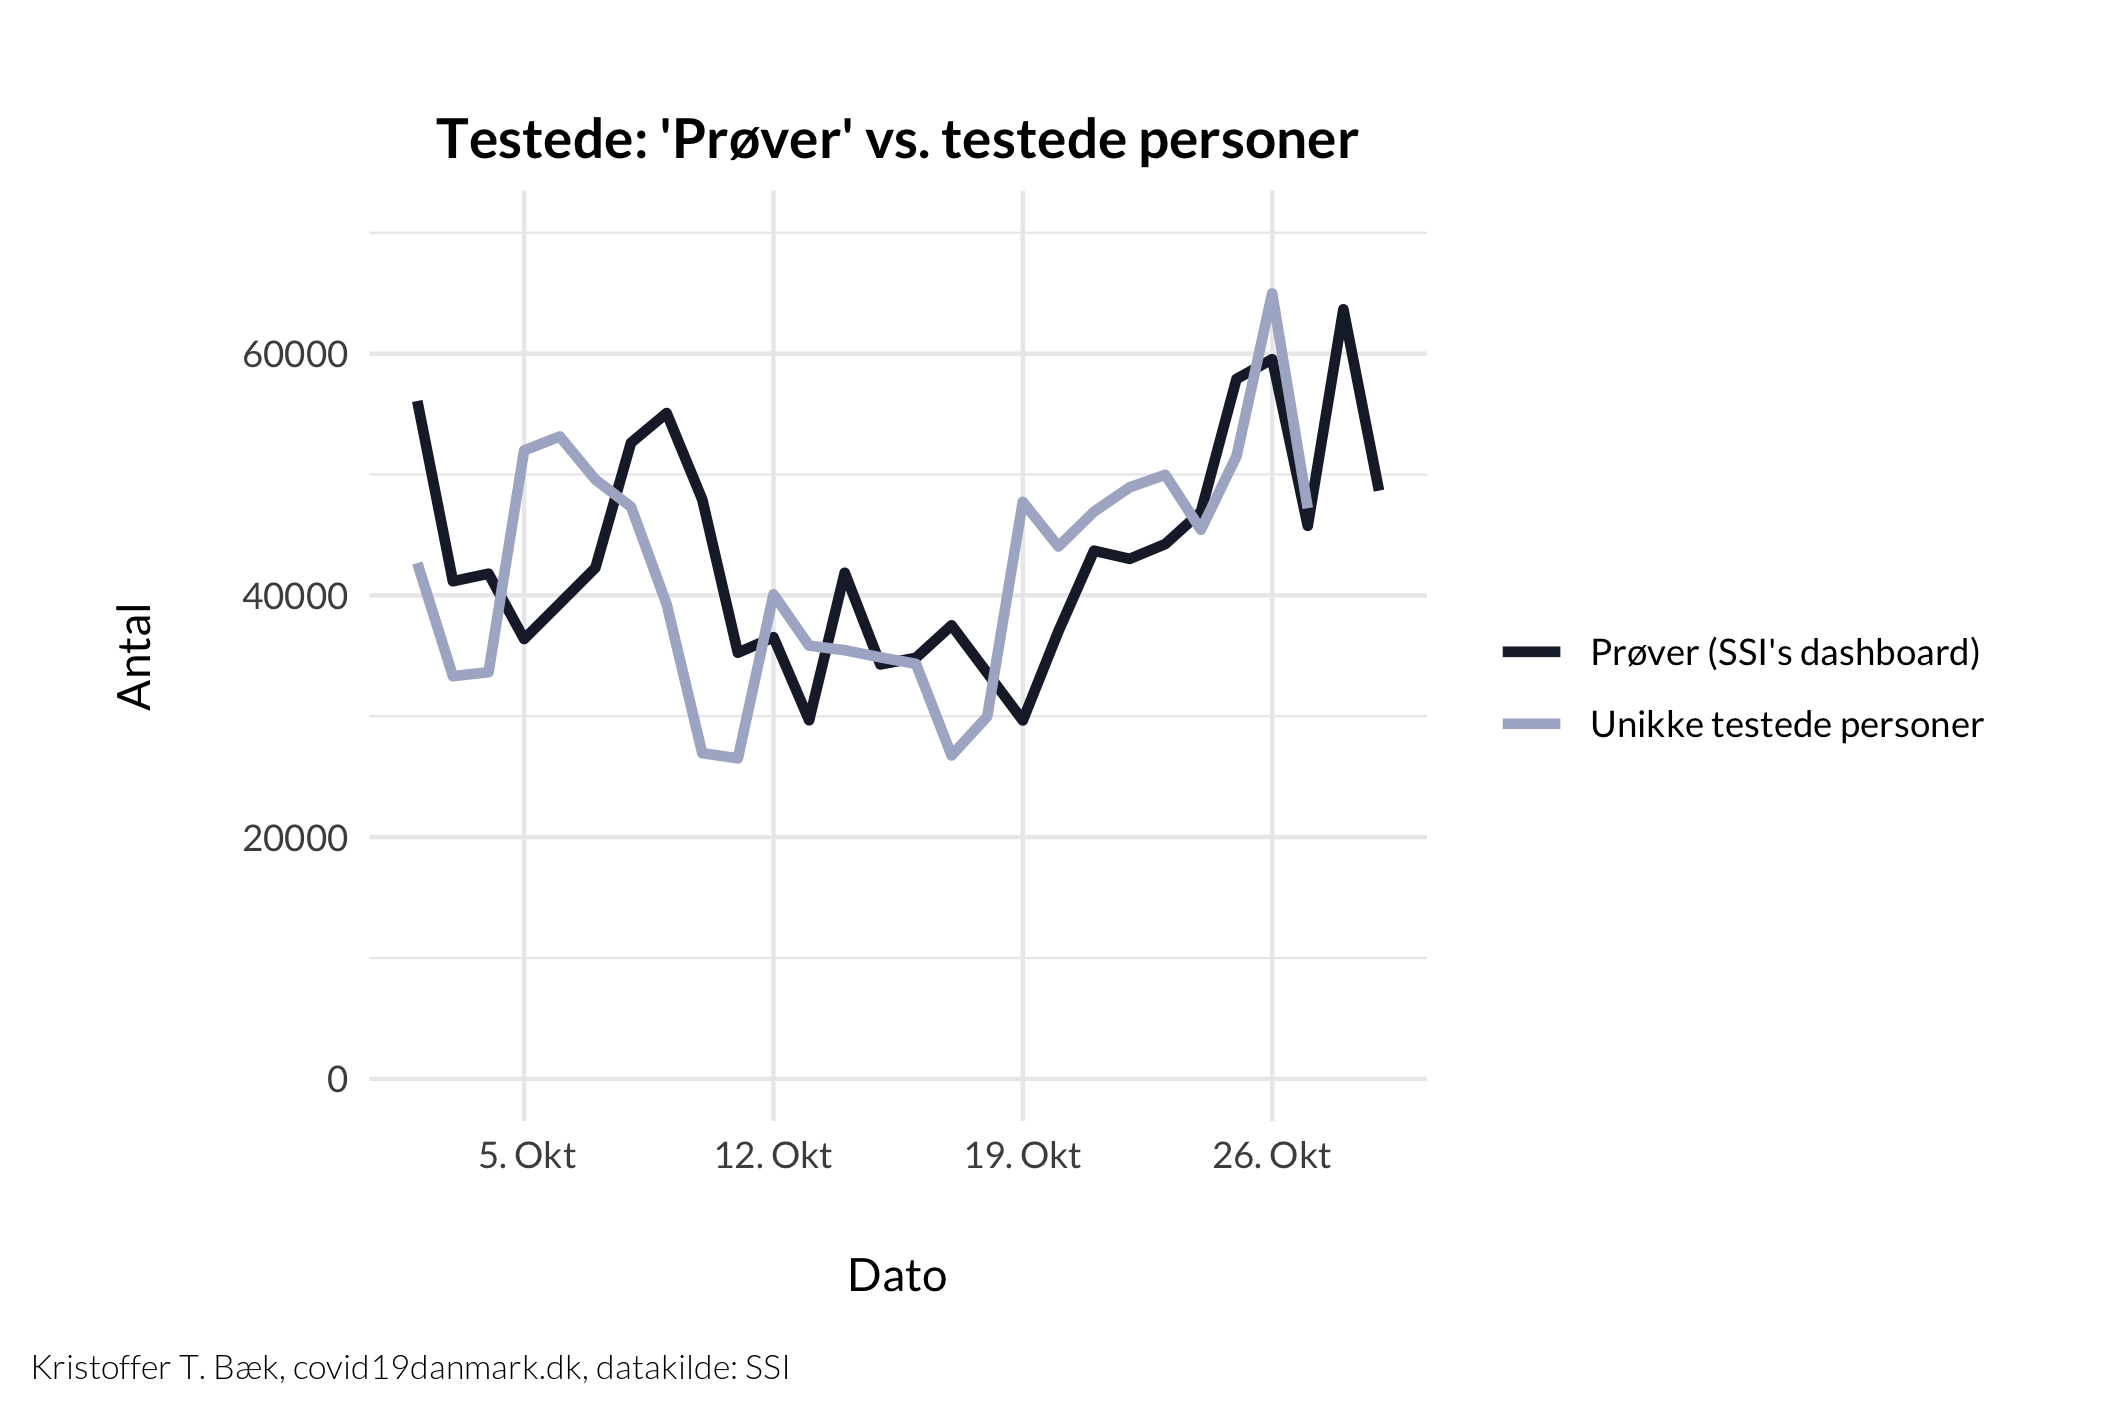 Testede: 'Prøver' vs. testede personer
Antal
60000
40000
20000
0
5. Okt
12. Okt
19. Okt
26. Okt
Dato
Prøver (SSI's dashboard)
Unikke testede personer
Kristoffer T. Bæk, covid19danmark.dk, datakilde: SSI